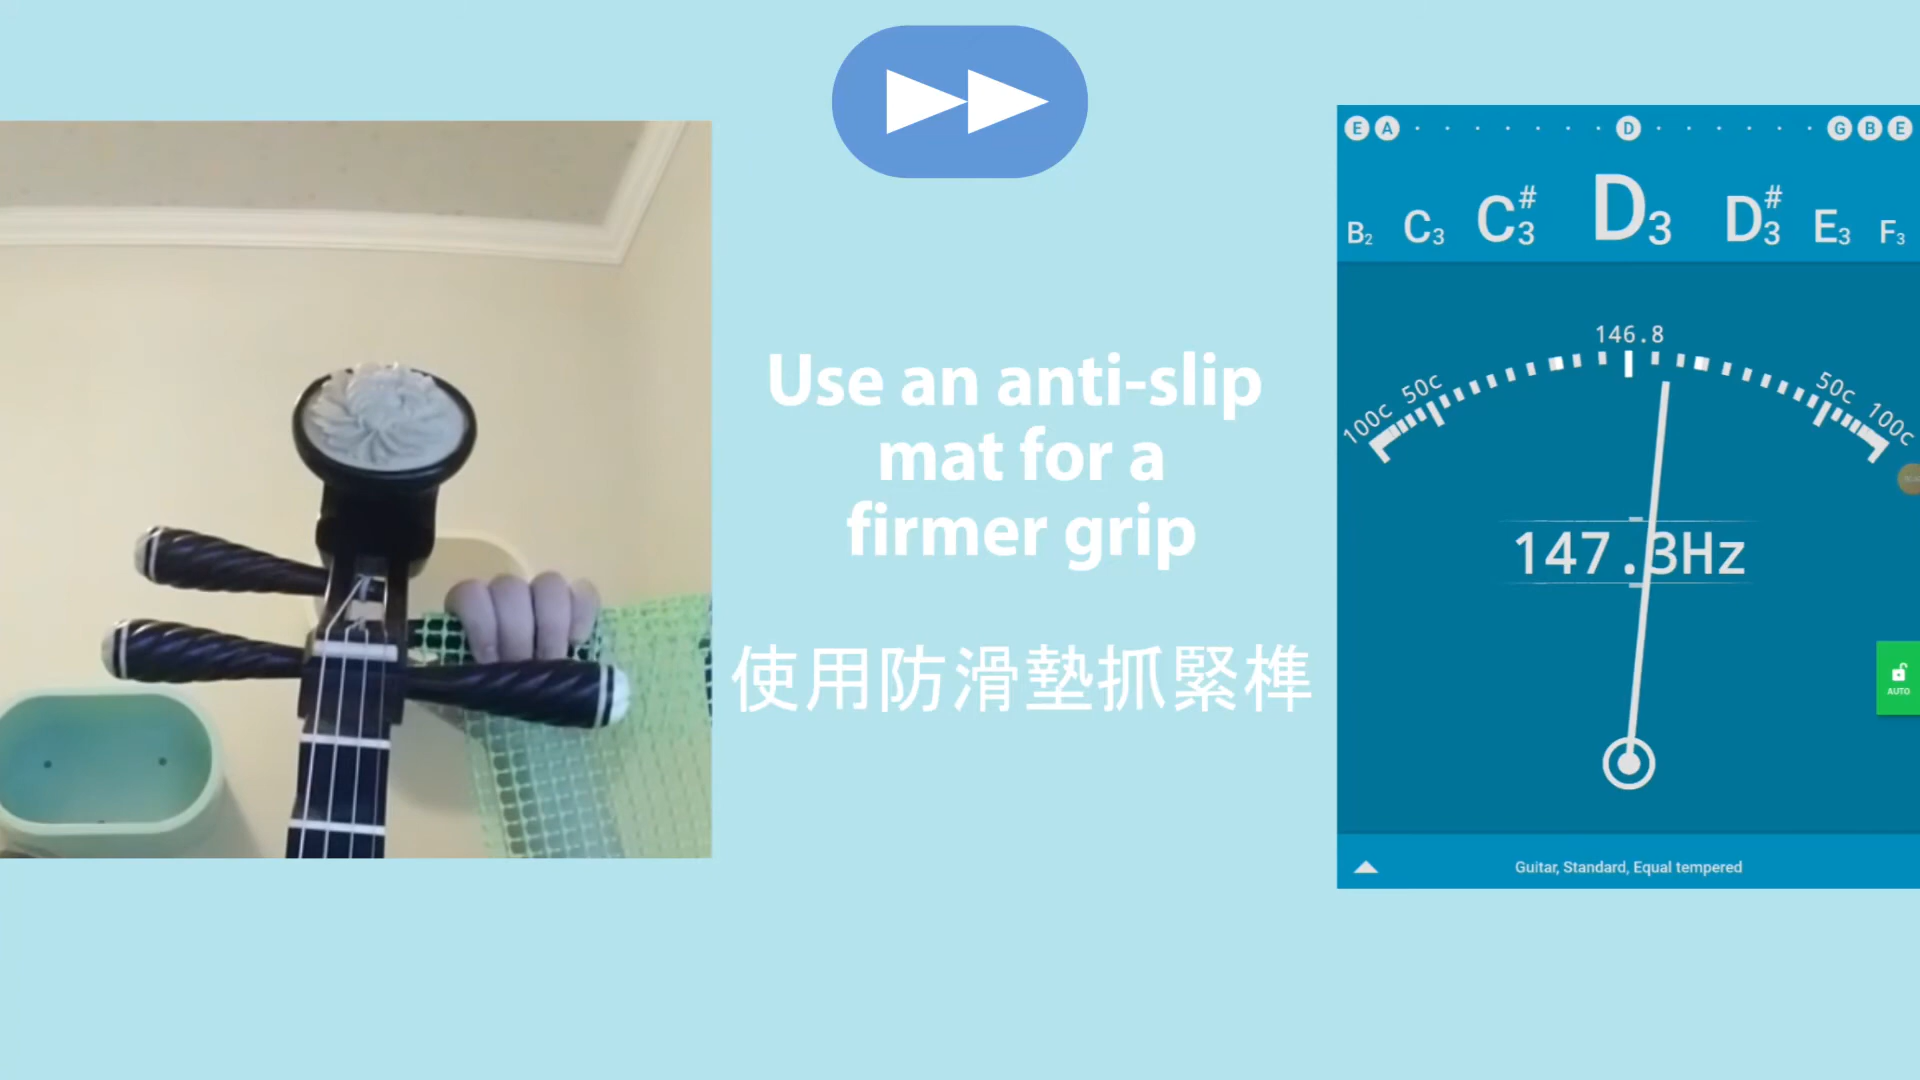 Use an anti-slip
mat for a
firmer grip
使用防滑墊抓緊榫
E A D G B E
B2 C3 C#3 D3 D#3 E3 F3
146.8
100c 50c 50c 100c
147.3Hz
AUTO
Guitar, Standard, Equal tempered